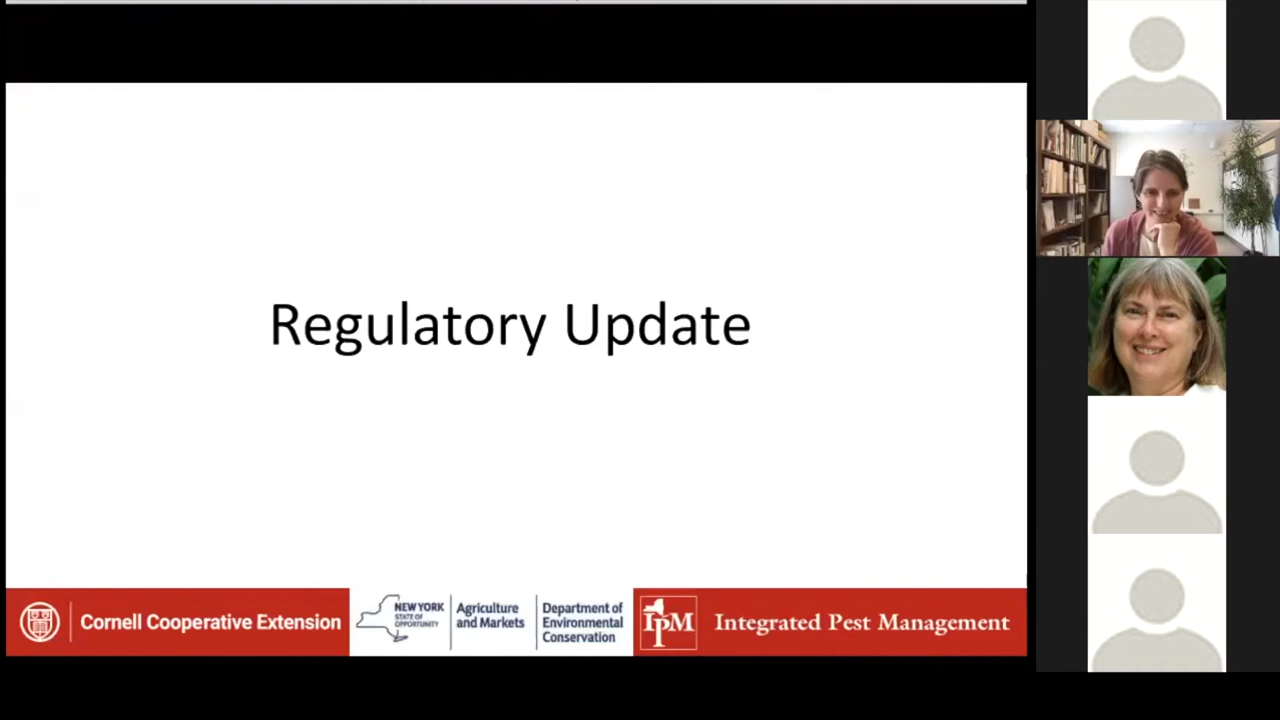 Regulatory Update
Cornell Cooperative Extension
NEW YORK
STATE OF
OPPORTUNITY
Agriculture
and Markets
Department of
Environmental
Conservation
IPM
Integrated Pest Management